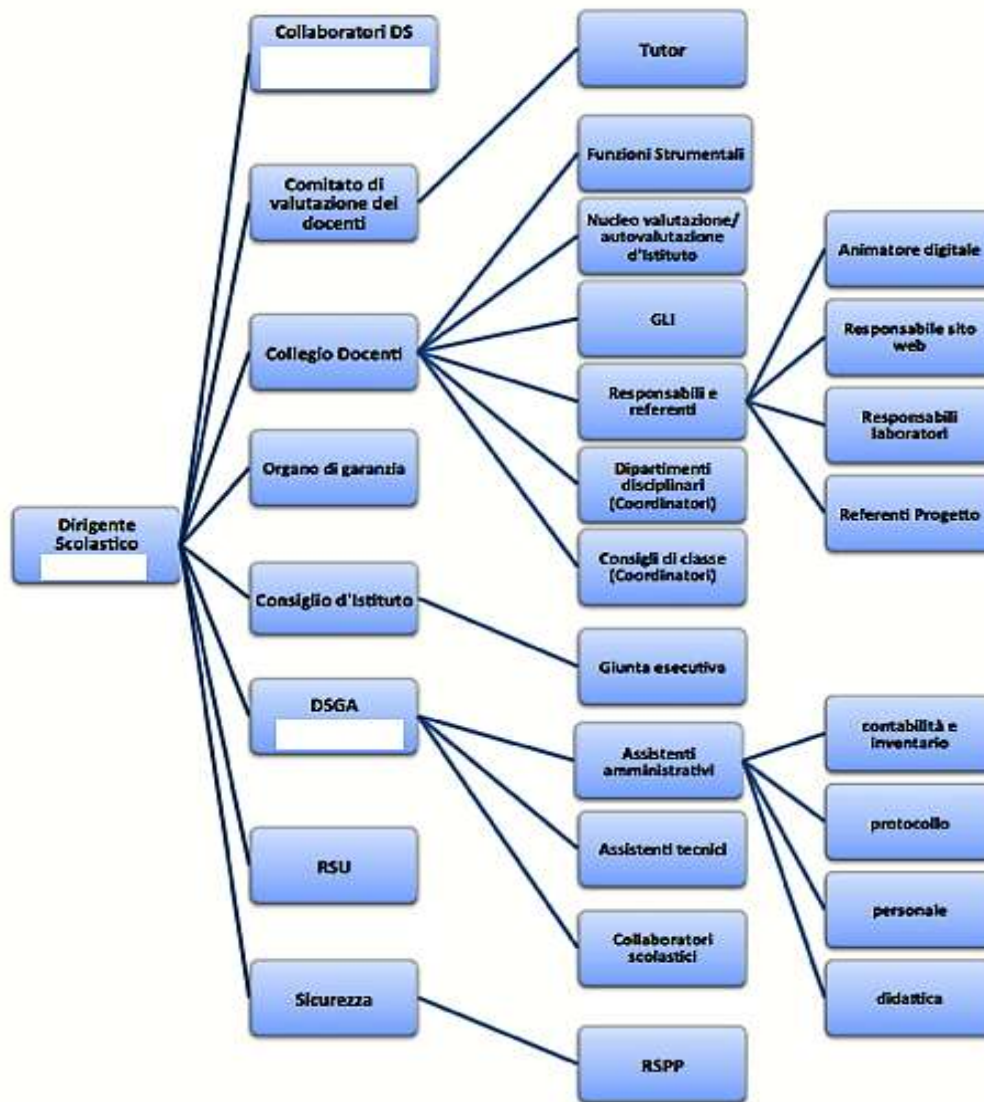 Dirigente
Scolastico
Collaboratori DS
Comitato di
valutazione dei
docenti
Collegio Docenti
Organo di garanzia
Consiglio d'Istituto
DSGA
RSU
Sicurezza
Tutor
Funzioni Strumentali
Nucleo valutazione/
autovalutazione
d'Istituto
GLI
Responsabili e
referenti
Dipartimenti
disciplinari
(Coordinatori)
Consigli di classe
(Coordinatori)
Giunta esecutiva
Assistenti
amministrativi
Assistenti tecnici
Collaboratori
scolastici
RSPP
Animatore digitale
Responsabile sito
web
Responsabili
laboratori
Referenti Progetto
contabilità e
inventario
protocollo
personale
didattica